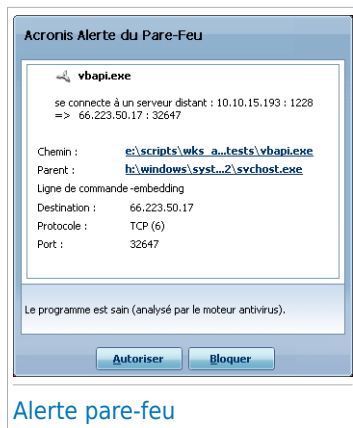 Acronis Alerte du Pare-Feu
vbapi.exe
se connecte à un serveur distant : 10.10.15.193 : 1228
=> 66.223.50.17 : 32647
Chemin : e:\scripts\wks_a...tests\vbapi.exe
Parent : h:\windows\syst...2\svchost.exe
Ligne de commande -embedding
Destination : 66.223.50.17
Protocole : TCP (6)
Port : 32647
Le programme est sain (analysé par le moteur antivirus).
Autoriser Bloquer
Alerte pare-feu